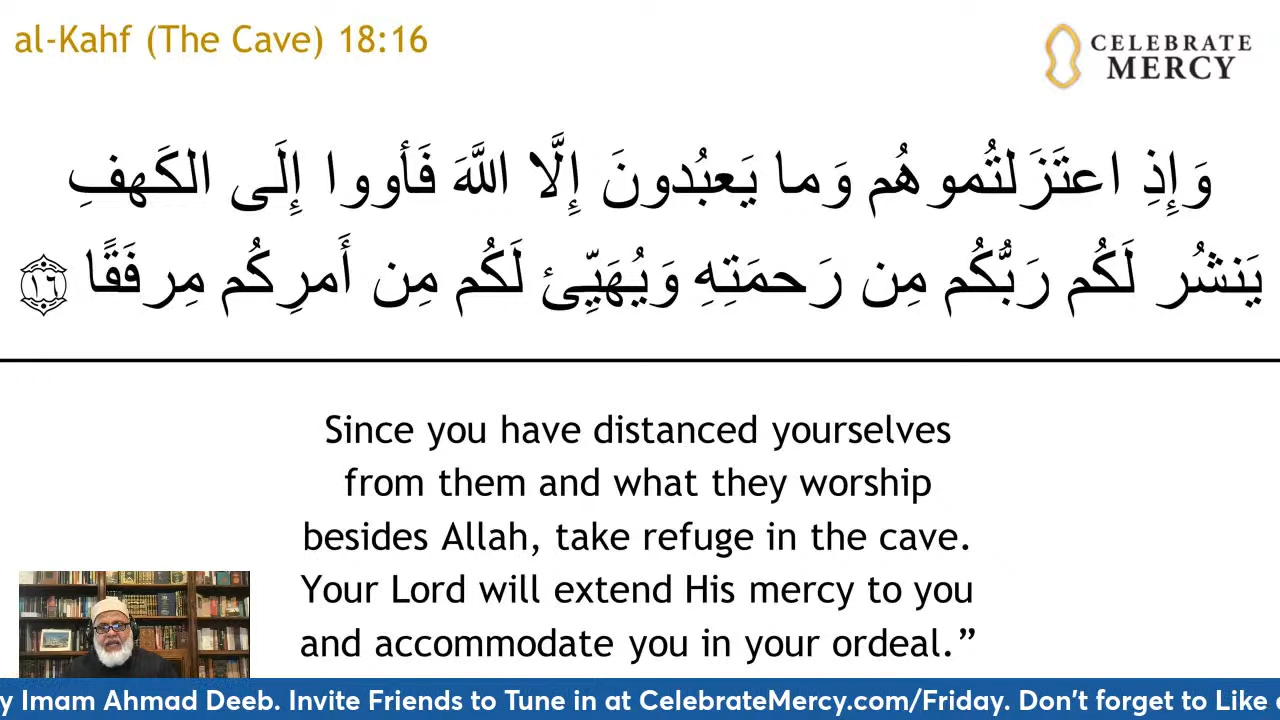 al-Kahf (The Cave) 18:16
CELEBRATE
MERCY
وَإِذِ اعتَزَلتُموهُم وَما يَعبُدونَ إِلَّا اللَّهَ فَأووا إِلَى الكَهفِ
يَنشُر لَكُم رَبُّكُم مِن رَحمَتِهِ وَيُهَيِّئ لَكُم مِن أَمرِكُم مِرفَقًا ١٦
Since you have distanced yourselves
from them and what they worship
besides Allah, take refuge in the cave.
Your Lord will extend His mercy to you
and accommodate you in your ordeal.”
y Imam Ahmad Deeb. Invite Friends to Tune in at CelebrateMercy.com/Friday. Don't forget to Like